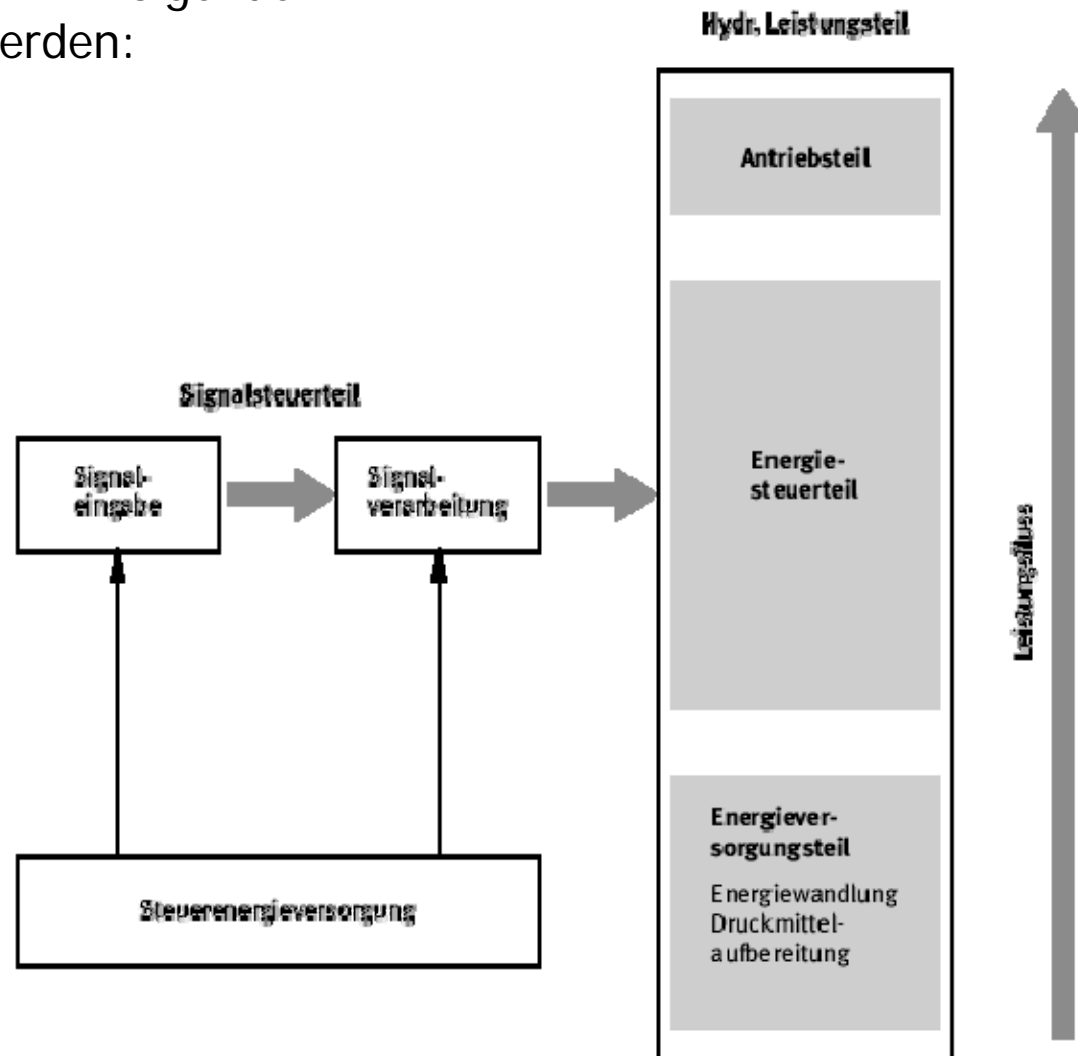 erden:
Hydr. Leistungsteil
Antriebsteil
Signalsteuerteil
Signal-
eingabe
Signal-
verarbeitung
Energie-
steuerteil
Leistungsfluss
Energiever-
sorgungsteil
Energiewandlung
Druckmittel-
aufbereitung
Steuerenergieversorgung